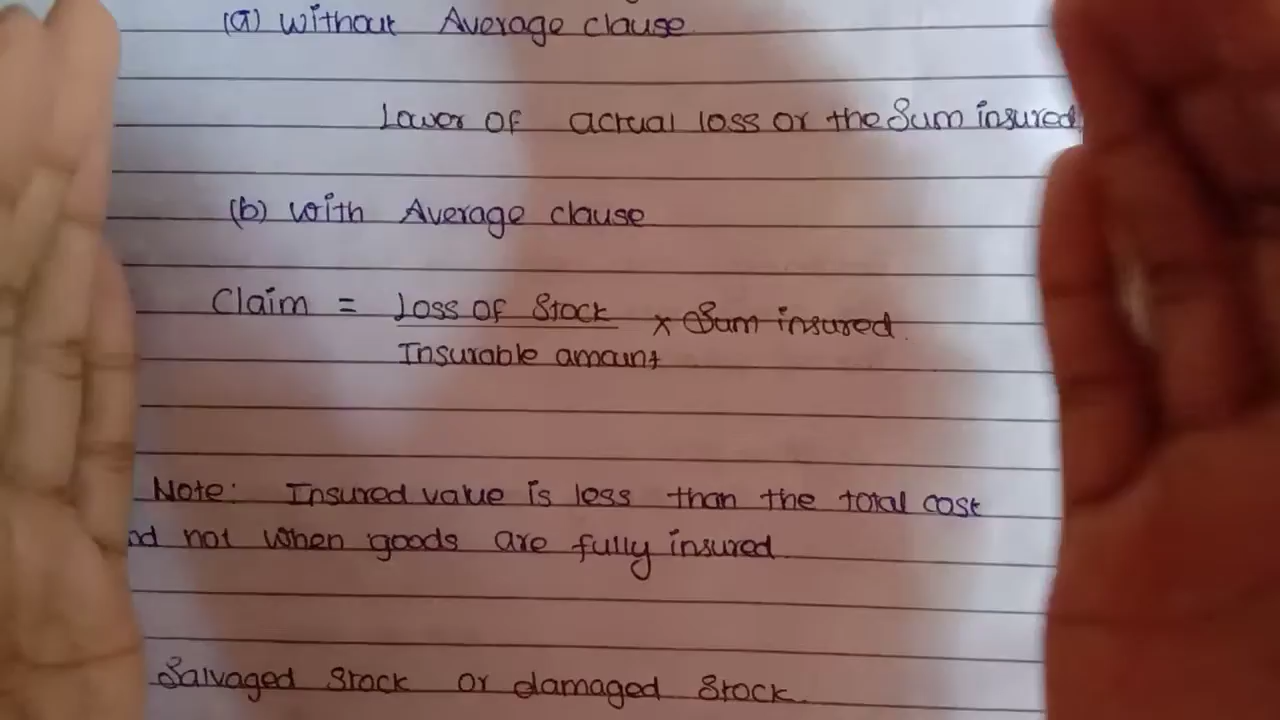 (a) Without Average clause
Lower of actual loss or the Sum insured
(b) With Average clause
Claim = Loss of Stock × Sum insured.
Insurable amount
Note: Insured value is less than the total cost
nd not when goods are fully insured
Salvaged Stock or damaged Stock.